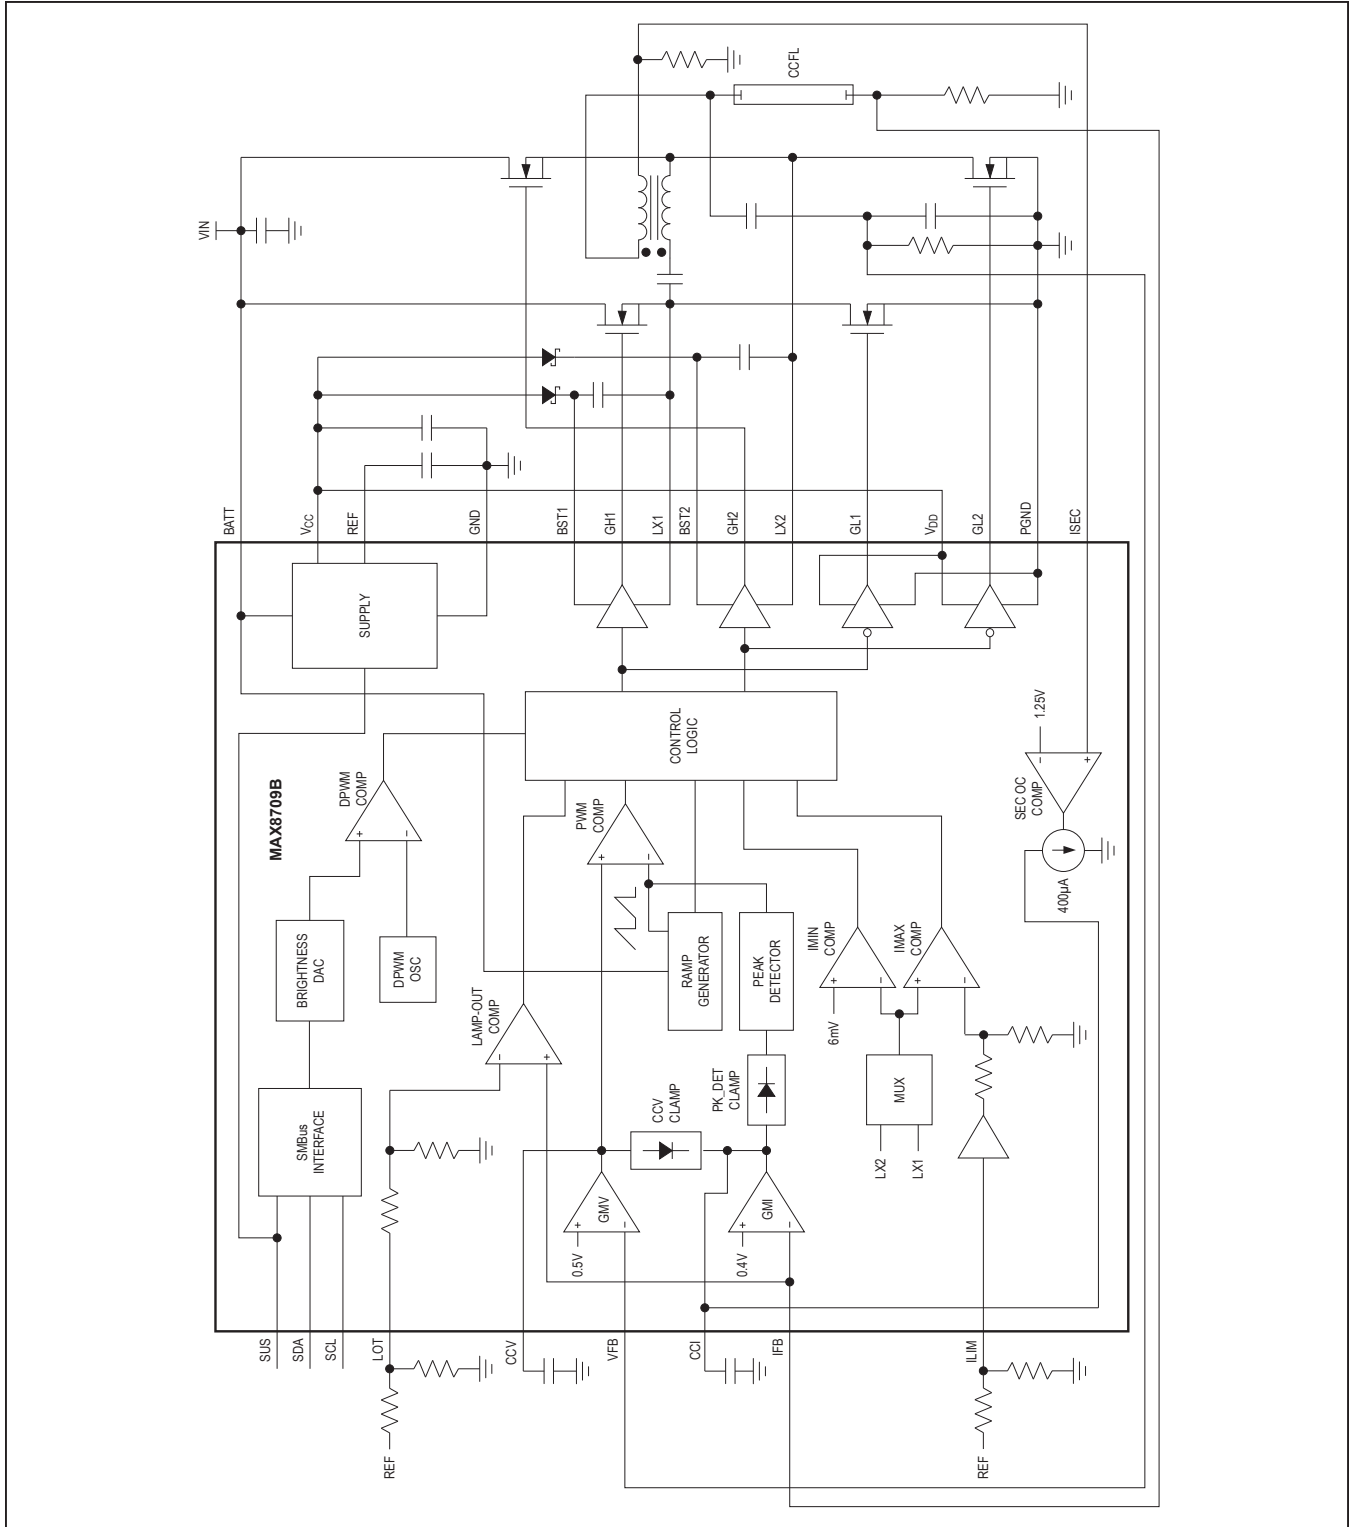 VIN
CCFL
BATT
VCC
REF
GND
BST1
GH1
LX1
BST2
GH2
LX2
GL1
VDD
GL2
PGND
ISEC
SUPPLY
MAX8709B
DPWM
COMP
+
−
BRIGHTNESS
DAC
DPWM
OSC
SMBus
INTERFACE
CONTROL
LOGIC
PWM
COMP
+
−
LAMP-OUT
COMP
−
+
RAMP
GENERATOR
PEAK
DETECTOR
PK_DET
CLAMP
CCV
CLAMP
GMV
+
−
0.5V
GMI
+
−
0.4V
IMIN
COMP
+
−
6mV
IMAX
COMP
+
−
MUX
LX2
LX1
1.25V
SEC OC
COMP
−
+
400µA
SUS
SDA
SCL
LOT
CCV
VFB
CCI
IFB
ILIM
REF
REF